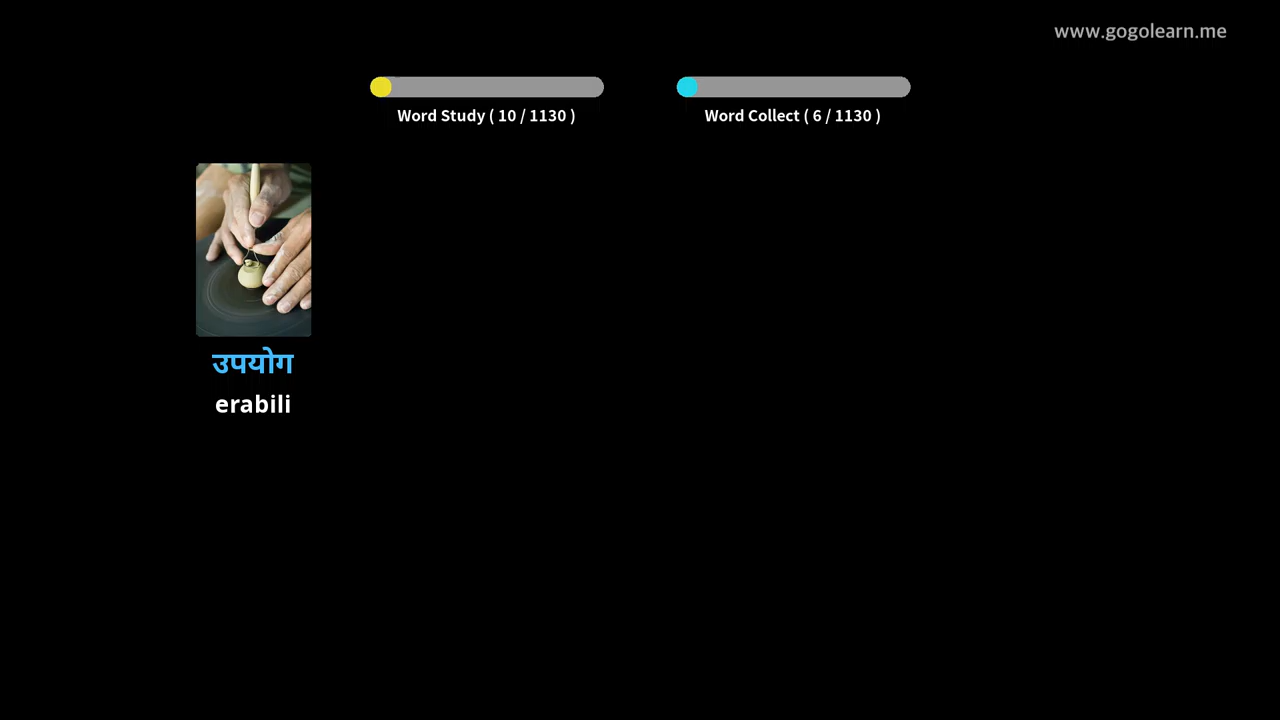 www.gogolearn.me
Word Study ( 10 / 1130 )
Word Collect ( 6 / 1130 )
उपयोग
erabili